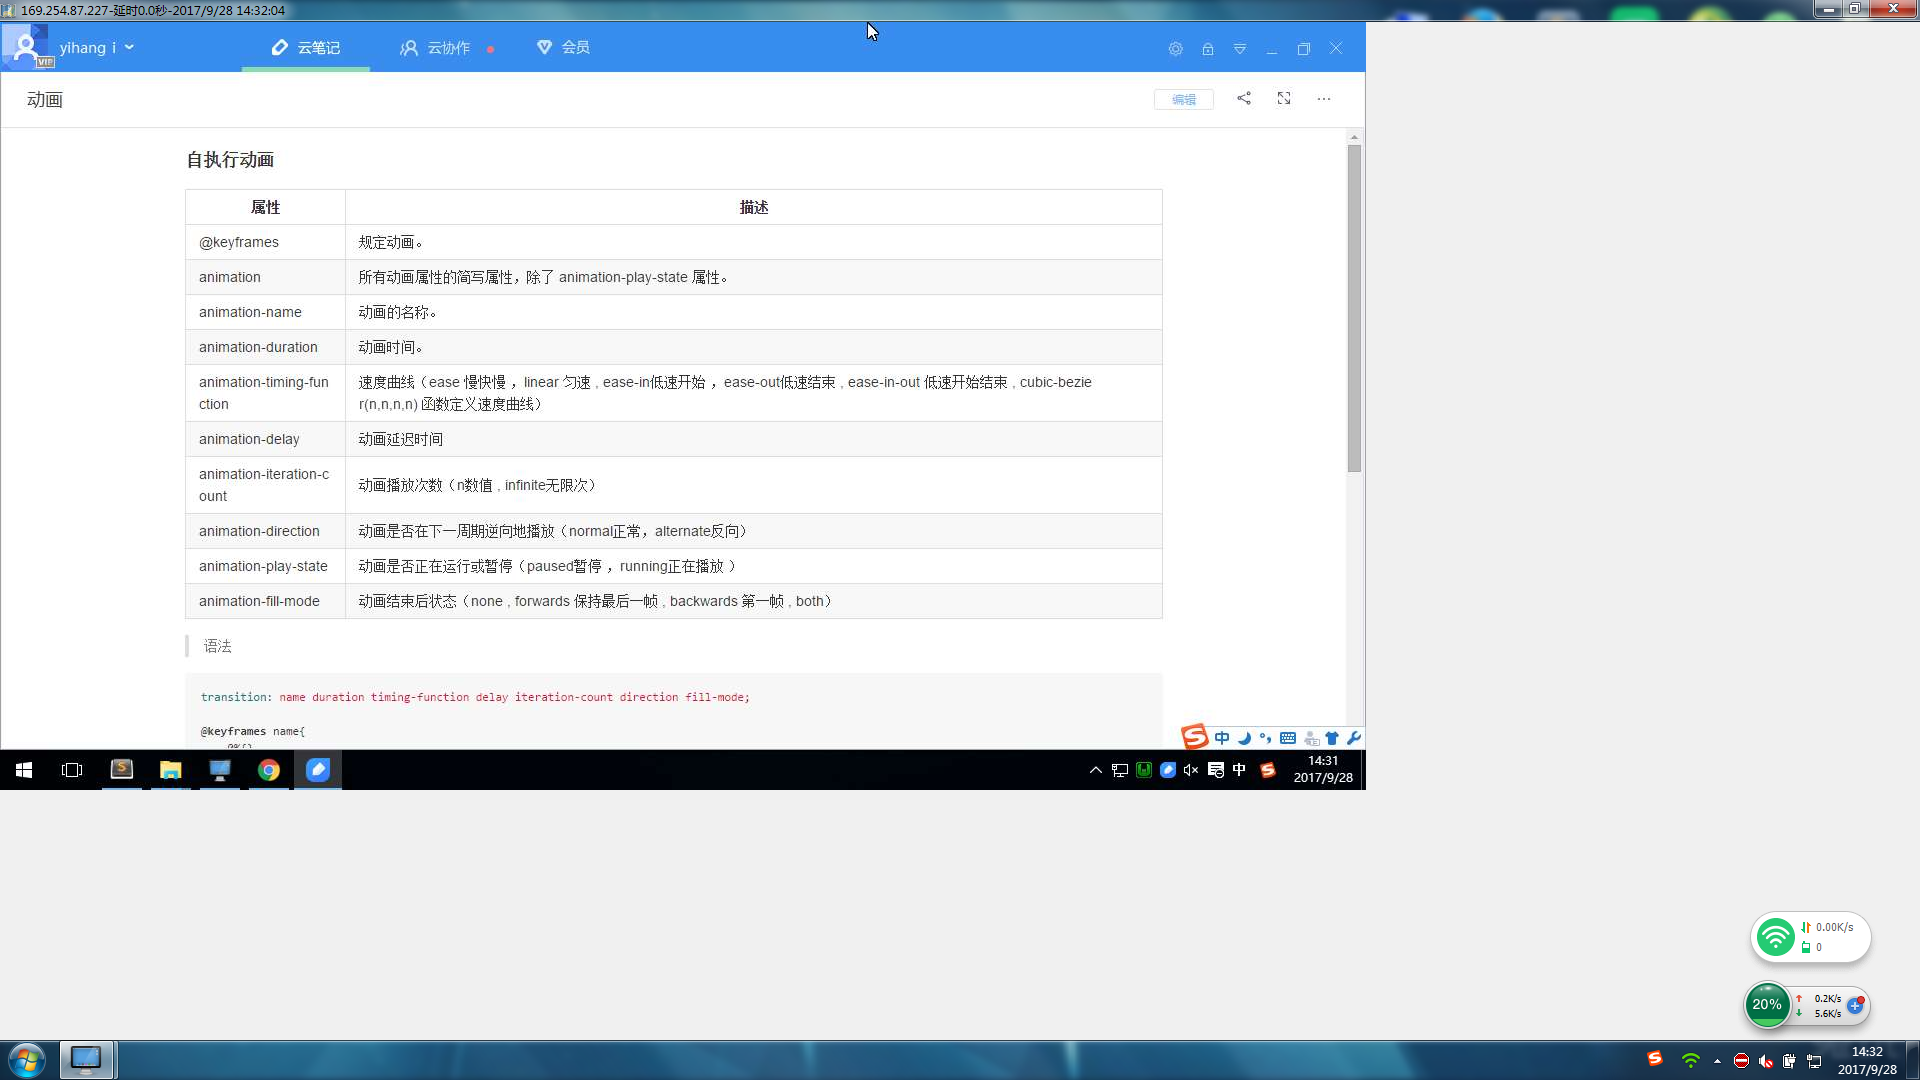 169.254.87.227-延时0.0秒-2017/9/28 14:32:04
yihang i
VIP
云笔记
云协作
会员
动画
编辑
自执行动画
属性 描述
@keyframes 规定动画。
animation 所有动画属性的简写属性，除了 animation-play-state 属性。
animation-name 动画的名称。
animation-duration 动画时间。
animation-timing-fun
ction
速度曲线（ease 慢快慢 ，linear 匀速 , ease-in低速开始 ，ease-out低速结束 , ease-in-out 低速开始结束 , cubic-bezie
r(n,n,n,n) 函数定义速度曲线）
animation-delay 动画延迟时间
animation-iteration-c
ount
动画播放次数（n数值 , infinite无限次）
animation-direction 动画是否在下一周期逆向地播放（normal正常，alternate反向）
animation-play-state 动画是否正在运行或暂停（paused暂停 ，running正在播放 ）
animation-fill-mode 动画结束后状态（none , forwards 保持最后一帧 , backwards 第一帧 , both）
语法
transition: name duration timing-function delay iteration-count direction fill-mode;
@keyframes name{
0%{}
中
中
14:31
2017/9/28
0.00K/s
0
20%
0.2K/s
5.6K/s
14:32
2017/9/28